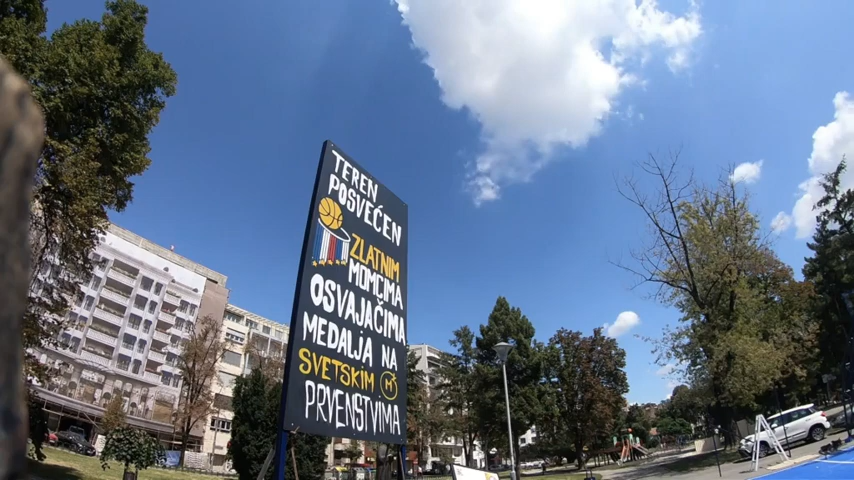 TEREN
POSVEĆEN
ZLATNIM
MOMCIMA
OSVAJAČIMA
MEDALJA NA
SVETSKIM
PRVENSTVIMA